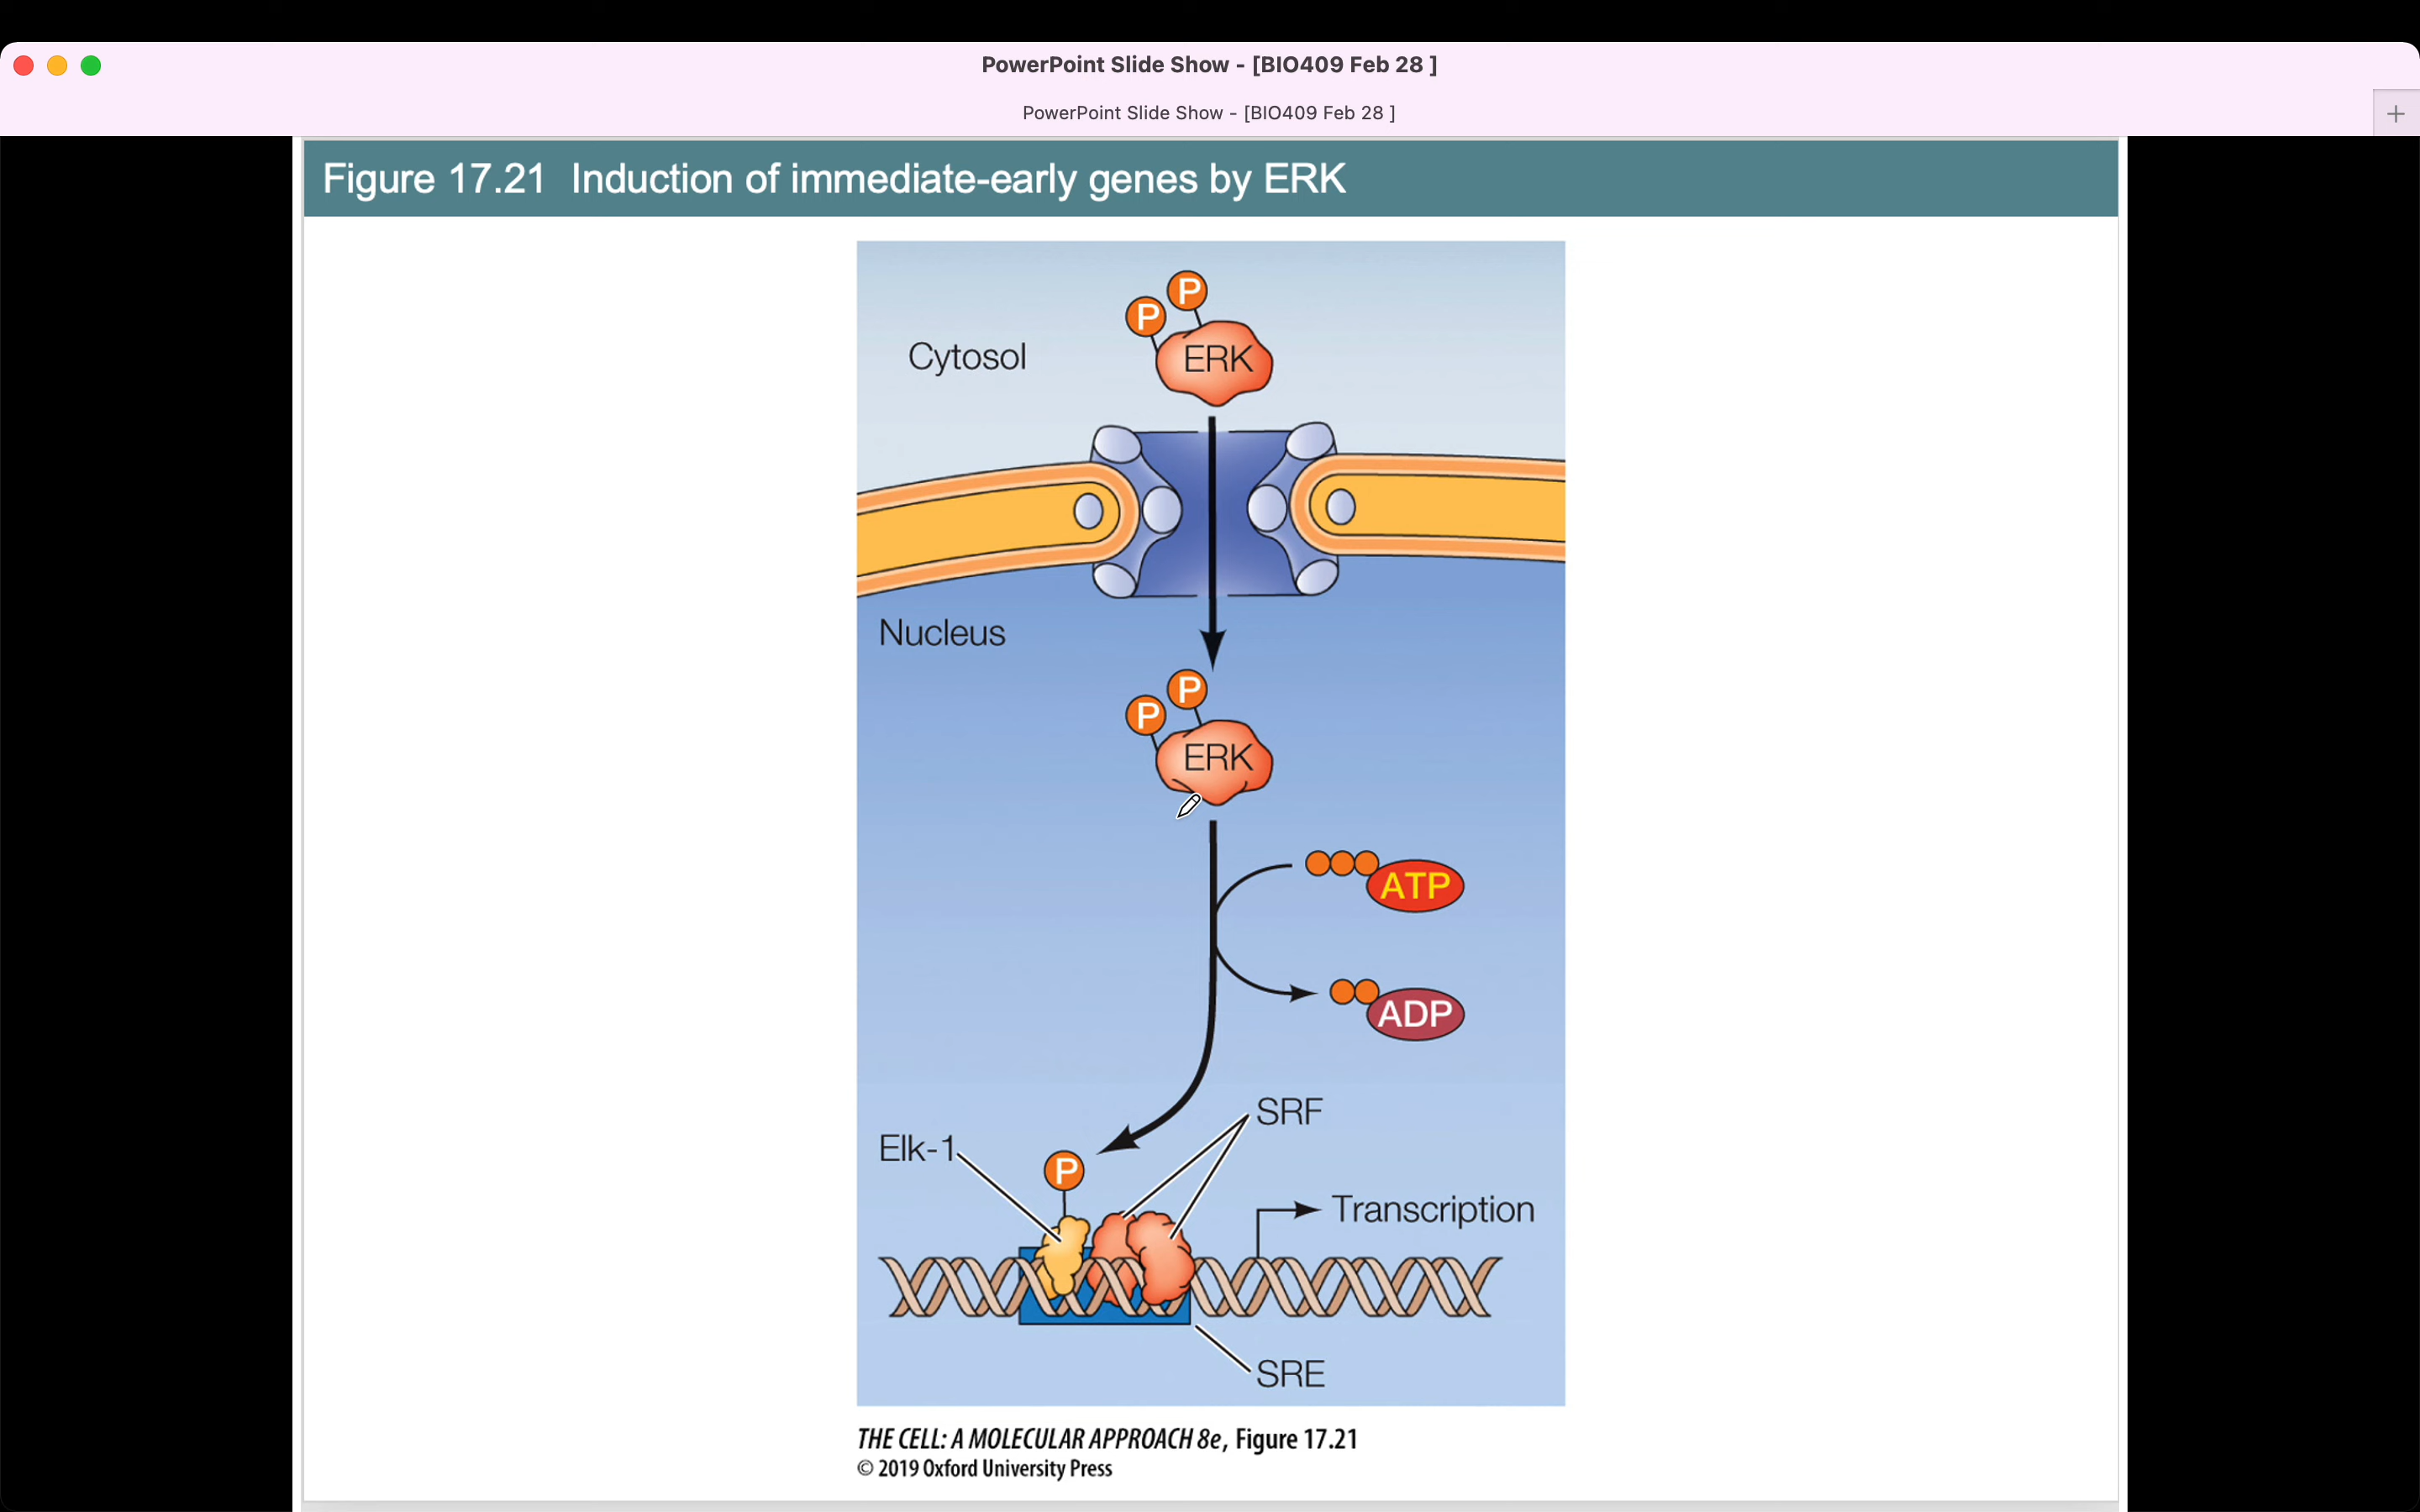 PowerPoint Slide Show - [BIO409 Feb 28 ]
PowerPoint Slide Show - [BIO409 Feb 28 ]
+
Figure 17.21 Induction of immediate-early genes by ERK
P
P
Cytosol
ERK
Nucleus
P
P
ERK
ATP
ADP
SRF
Elk-1
P
Transcription
SRE
THE CELL: A MOLECULAR APPROACH 8e, Figure 17.21
© 2019 Oxford University Press